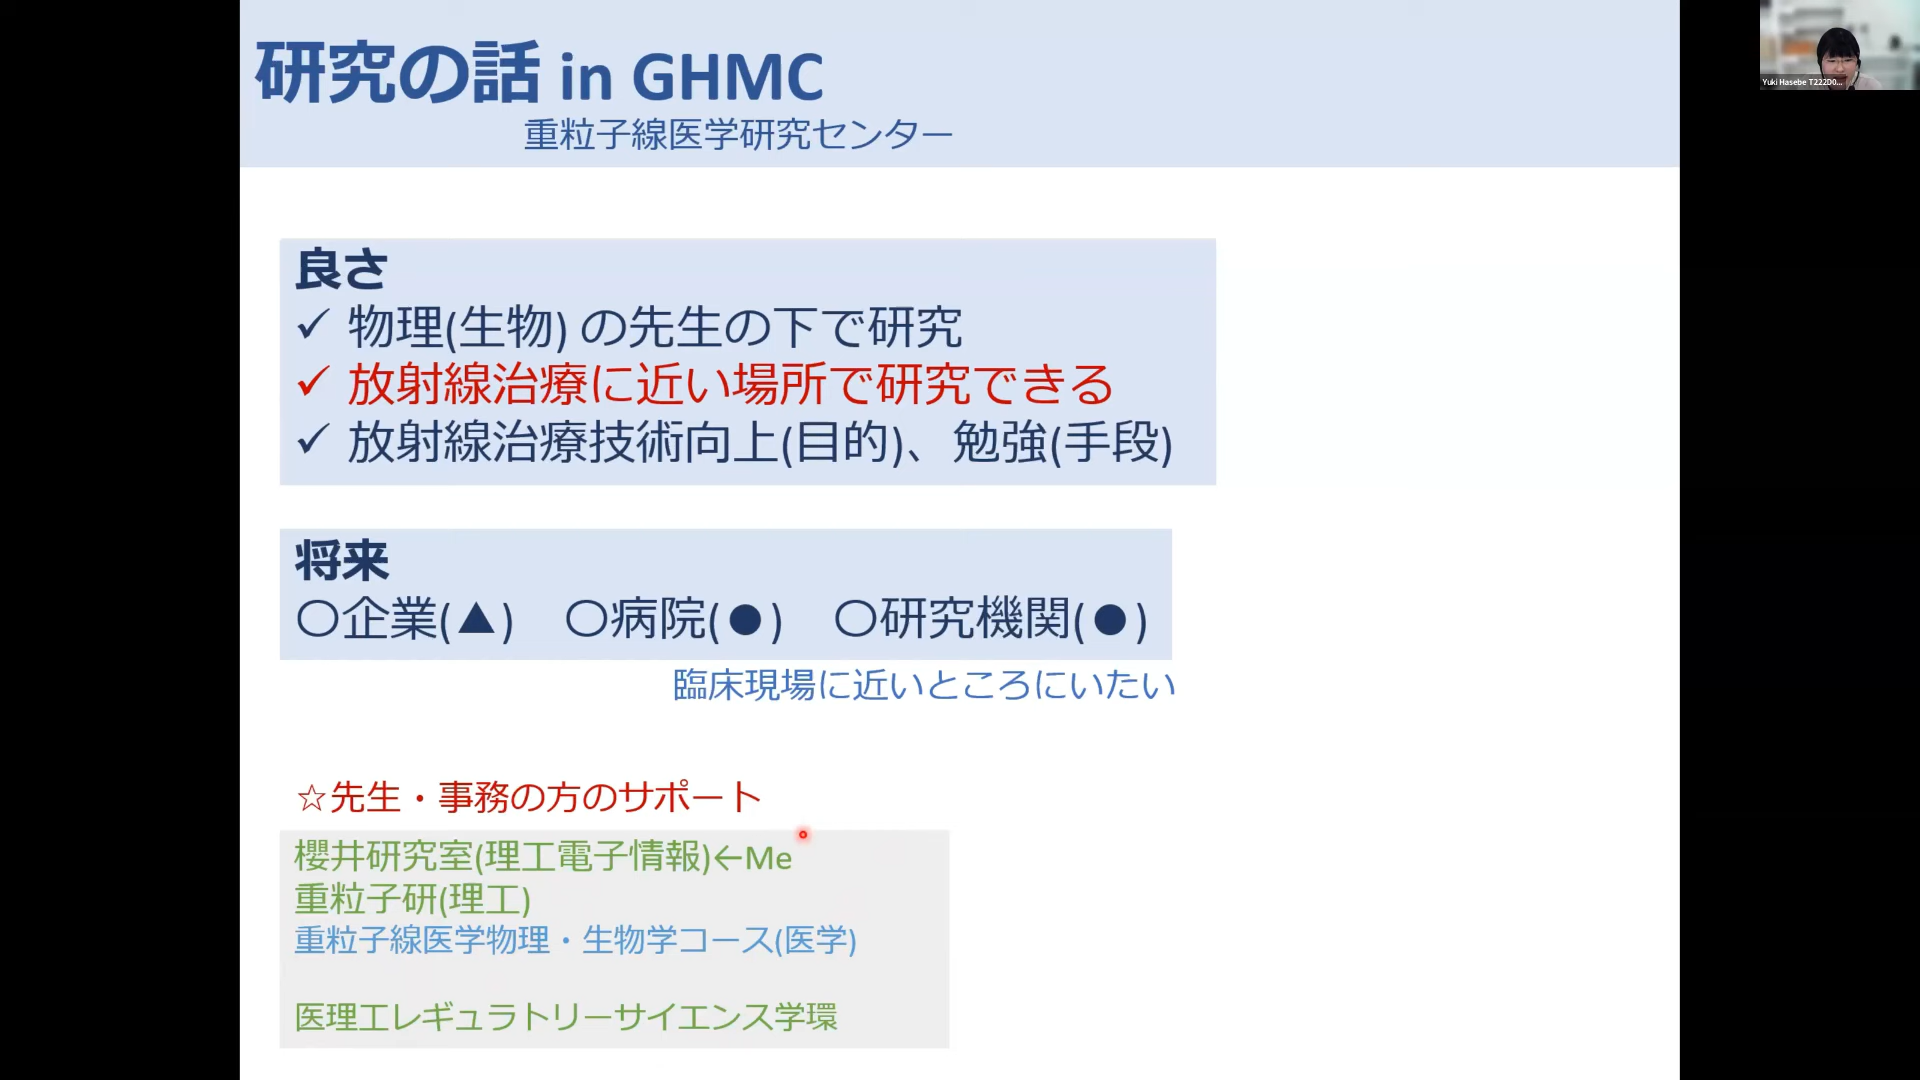 研究の話 in GHMC
重粒子線医学研究センター
Yuki Hasebe T222D0...
良さ
✓ 物理(生物) の先生の下で研究
✓ 放射線治療に近い場所で研究できる
✓ 放射線治療技術向上(目的)、勉強(手段)
将来
〇企業(▲) 〇病院(●) 〇研究機関(●)
臨床現場に近いところにいたい
☆先生・事務の方のサポート
櫻井研究室(理工電子情報)←Me
重粒子研(理工)
重粒子線医学物理・生物学コース(医学)
医理工レギュラトリーサイエンス学環